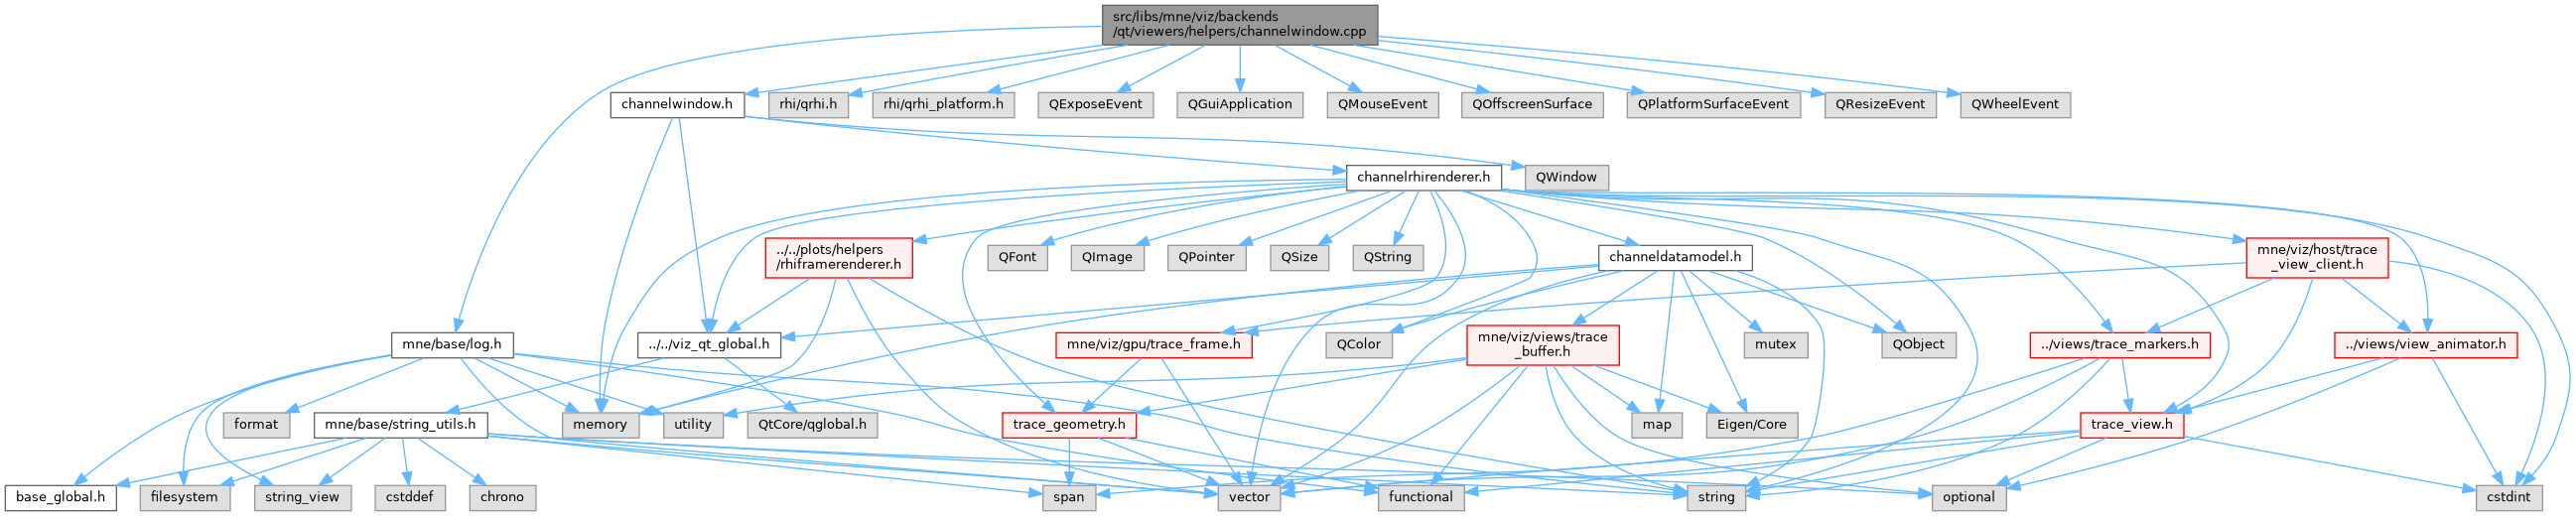 src/libs/mne/viz/backends
/qt/viewers/helpers/channelwindow.cpp
channelwindow.h
rhi/qrhi.h
rhi/qrhi_platform.h
QExposeEvent
QGuiApplication
QMouseEvent
QOffscreenSurface
QPlatformSurfaceEvent
QResizeEvent
QWheelEvent
channelrhirenderer.h
QWindow
../../plots/helpers
/rhiframerenderer.h
QFont
QImage
QPointer
QSize
QString
channeldatamodel.h
mne/viz/host/trace
_view_client.h
mne/base/log.h
../../viz_qt_global.h
mne/viz/gpu/trace_frame.h
QColor
mne/viz/views/trace
_buffer.h
mutex
QObject
../views/trace_markers.h
../views/view_animator.h
format
mne/base/string_utils.h
memory
utility
QtCore/qglobal.h
trace_geometry.h
map
Eigen/Core
trace_view.h
base_global.h
filesystem
string_view
cstddef
chrono
span
vector
functional
string
optional
cstdint